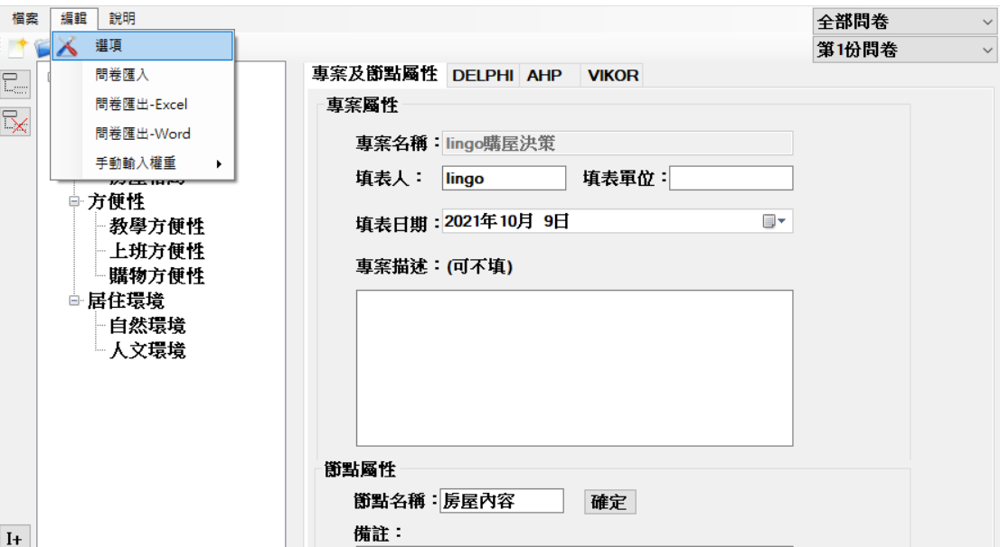 檔案 編輯 說明
全部問卷
第1份問卷
選項
問卷匯入
問卷匯出-Excel
問卷匯出-Word
手動輸入權重
方便性
教學方便性
上班方便性
購物方便性
居住環境
自然環境
人文環境
專案及節點屬性 DELPHI AHP VIKOR
專案屬性
專案名稱：lingo購屋決策
填表人： lingo 填表單位：
填表日期：2021年10月 9日
專案描述：(可不填)
節點屬性
節點名稱：房屋內容 確定
備註：
I+